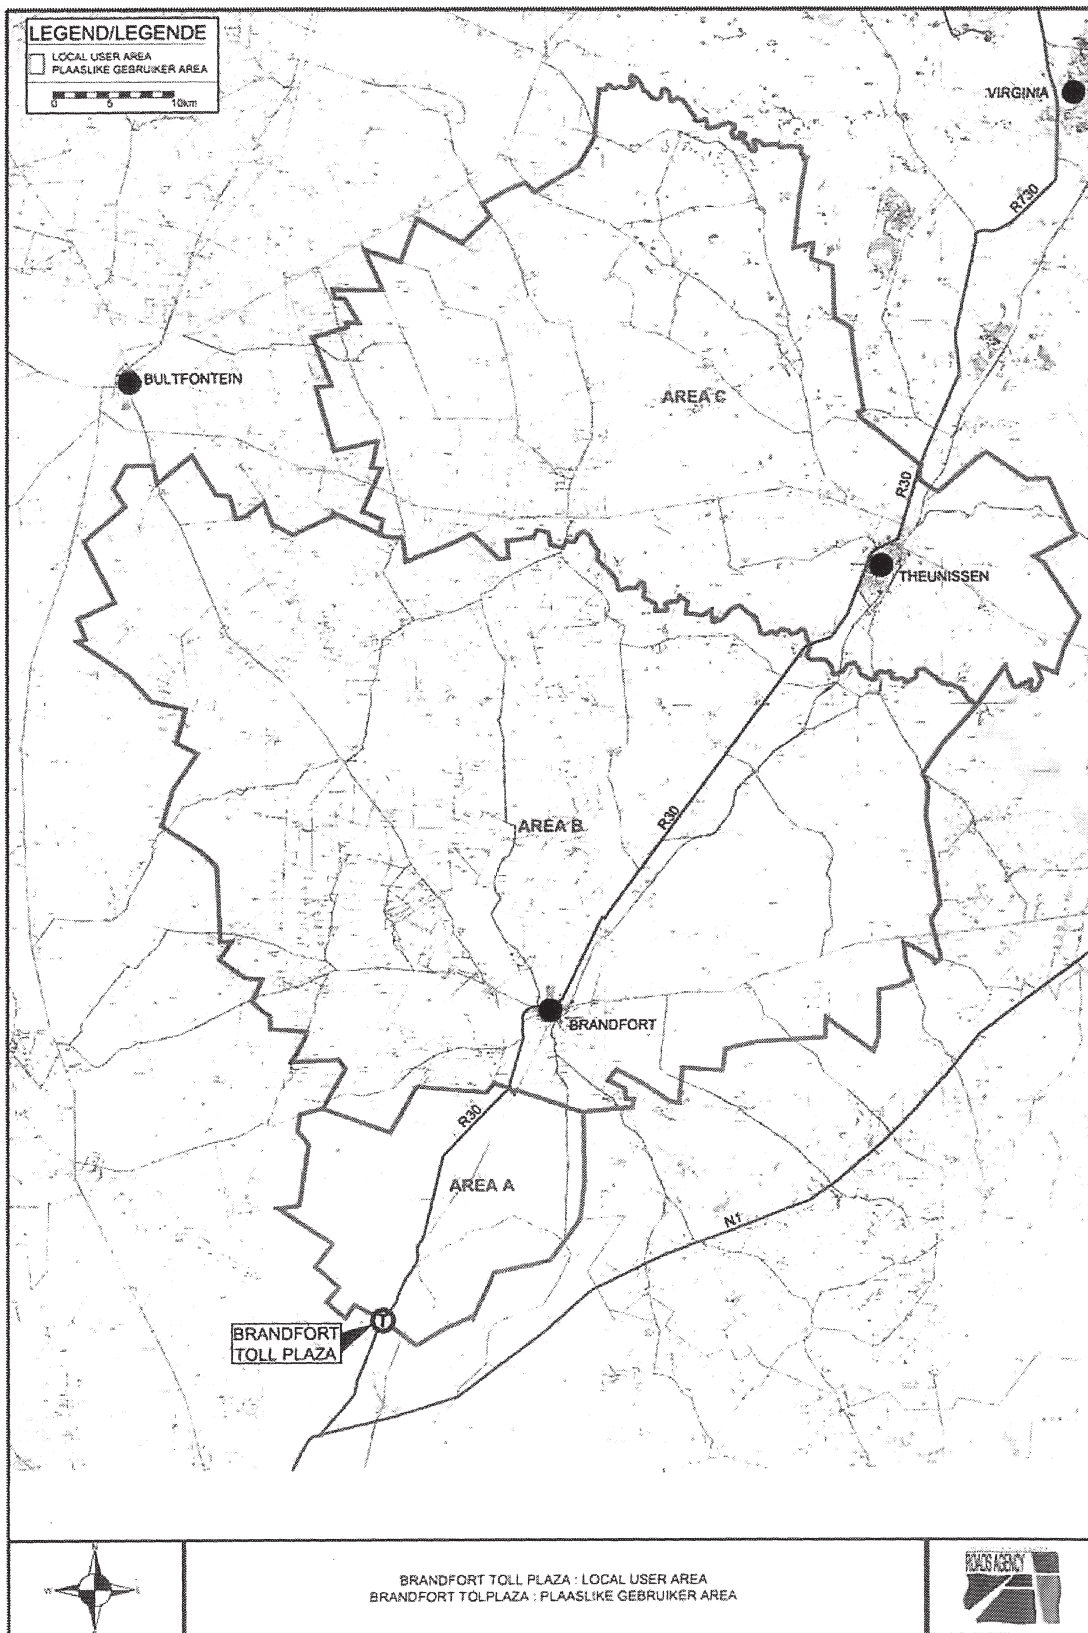 LEGEND/LEGENDE
LOCAL USER AREA
PLAASLIKE GEBRUIKER AREA
0 5 10km
VIRGINIA
R730
BULTFONTEIN
AREA C
R30
THEUNISSEN
AREA B
R30
BRANDFORT
R30
AREA A
N1
T
BRANDFORT
TOLL PLAZA
N
W E
BRANDFORT TOLL PLAZA : LOCAL USER AREA
BRANDFORT TOLPLAZA : PLAASLIKE GEBRUIKER AREA
ROADS AGENCY